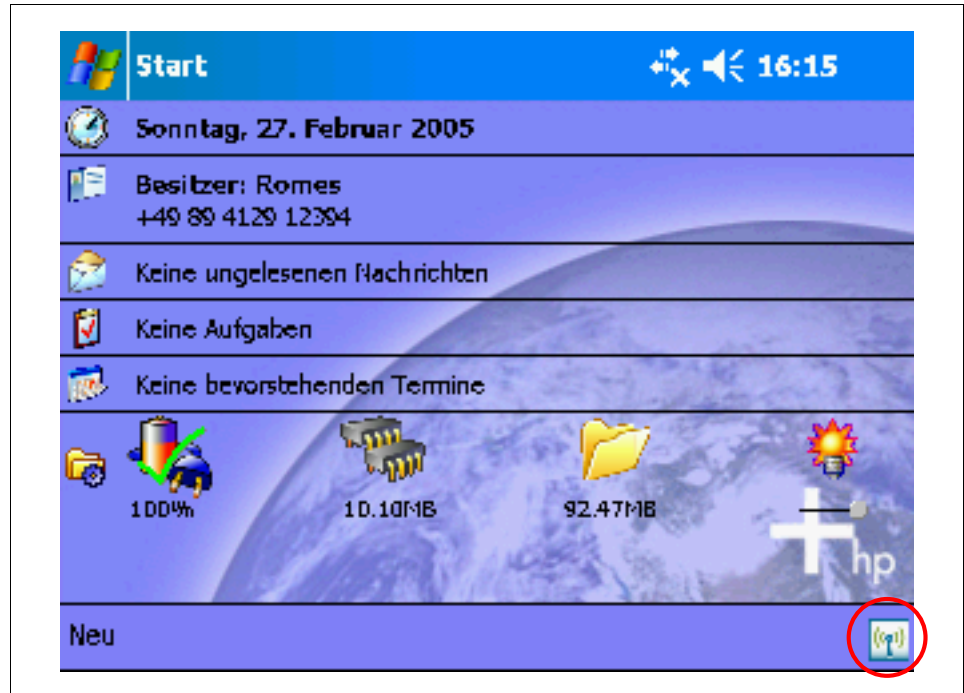 Start 16:15
Sonntag, 27. Februar 2005
Besitzer: Romes
+49 89 4129 12394
Keine ungelesenen Nachrichten
Keine Aufgaben
Keine bevorstehenden Termine
100% 10.10MB 92.47MB
hp
Neu